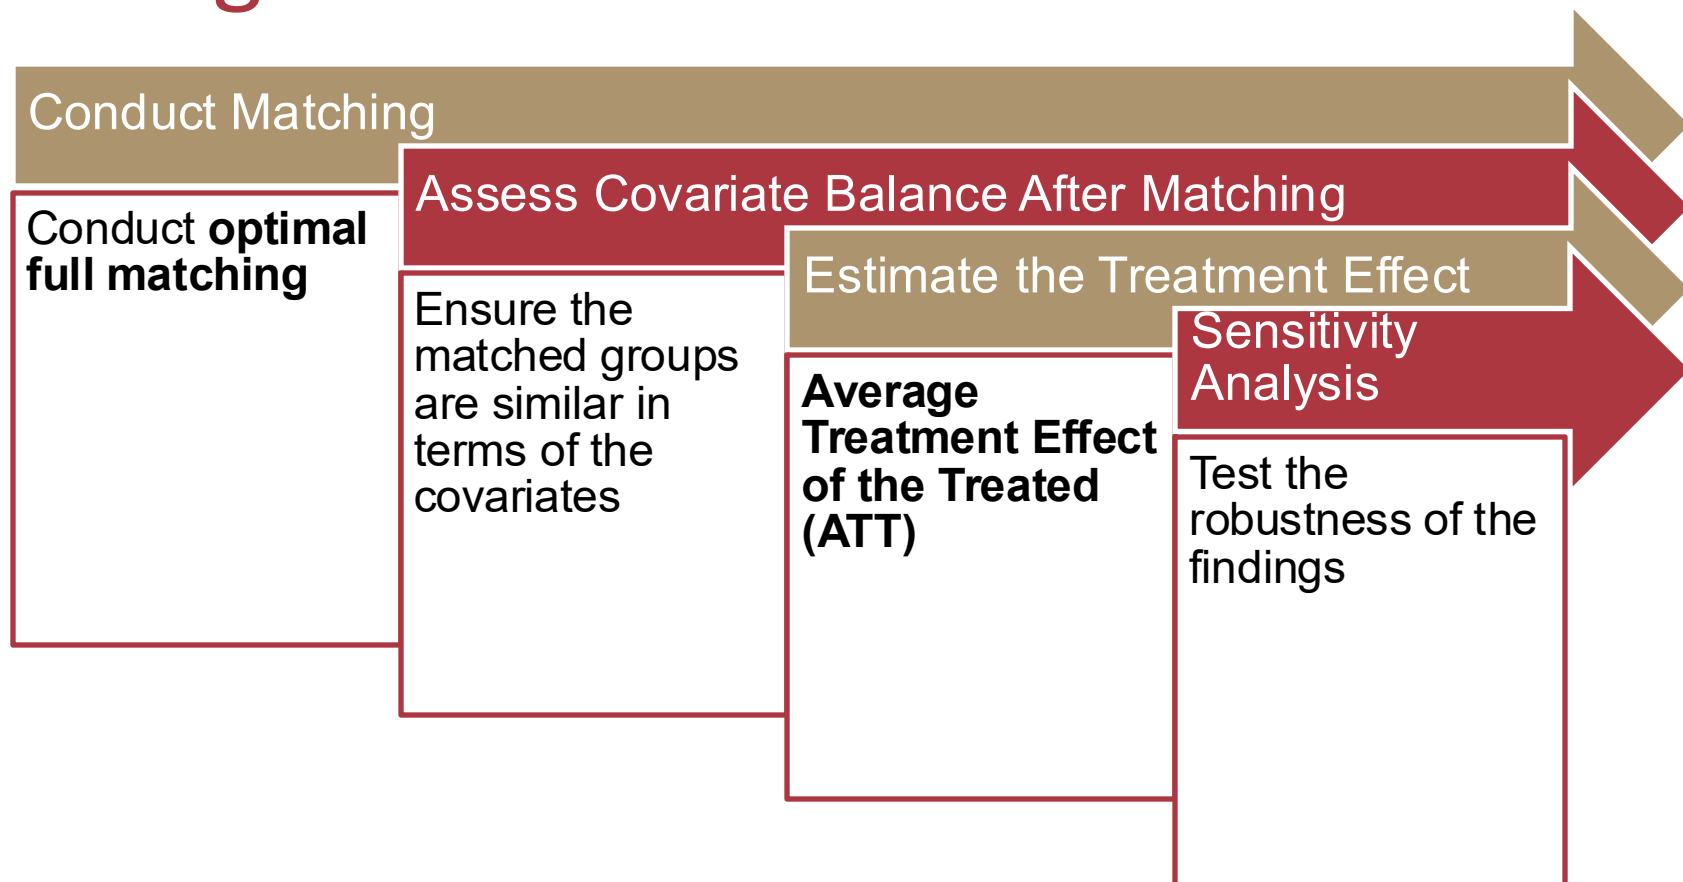 Conduct Matching
Conduct optimal
full matching
Assess Covariate Balance After Matching
Ensure the
matched groups
are similar in
terms of the
covariates
Estimate the Treatment Effect
Average
Treatment Effect
of the Treated
(ATT)
Sensitivity
Analysis
Test the
robustness of the
findings